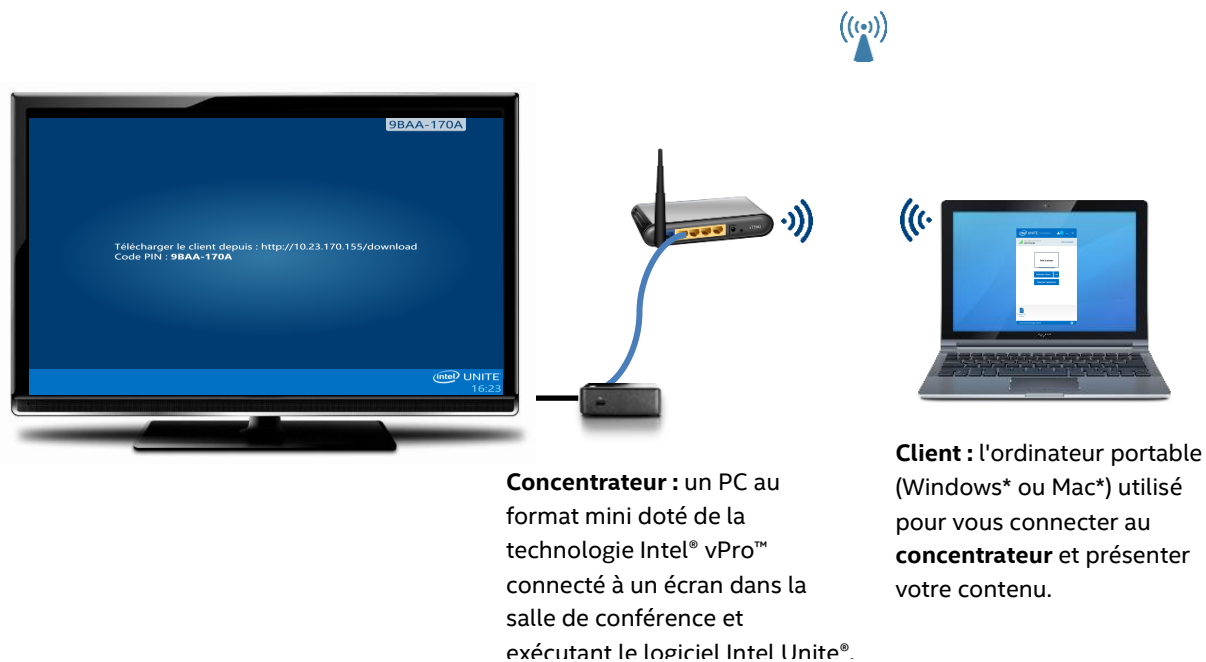 9BAA-170A
Télécharger le client depuis : http://10.23.170.155/download
Code PIN : 9BAA-170A
intel UNITE
16:23
Concentrateur : un PC au
format mini doté de la
technologie Intel® vPro™
connecté à un écran dans la
salle de conférence et
exécutant le logiciel Intel Unite®.
Client : l'ordinateur portable
(Windows* ou Mac*) utilisé
pour vous connecter au
concentrateur et présenter
votre contenu.